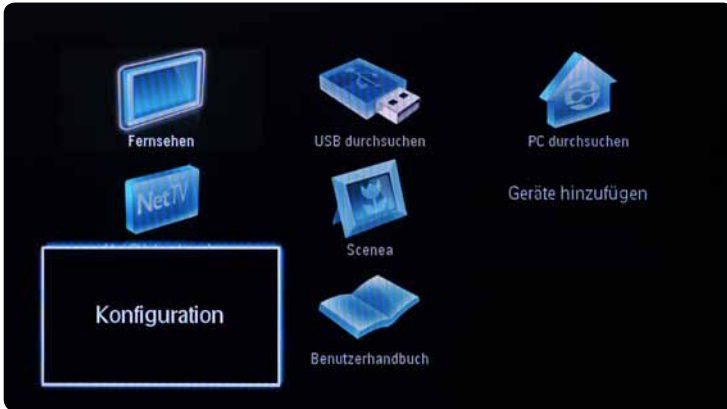 Fernsehen
USB durchsuchen
PC durchsuchen
NetTV
Scenea
Geräte hinzufügen
Konfiguration
Benutzerhandbuch